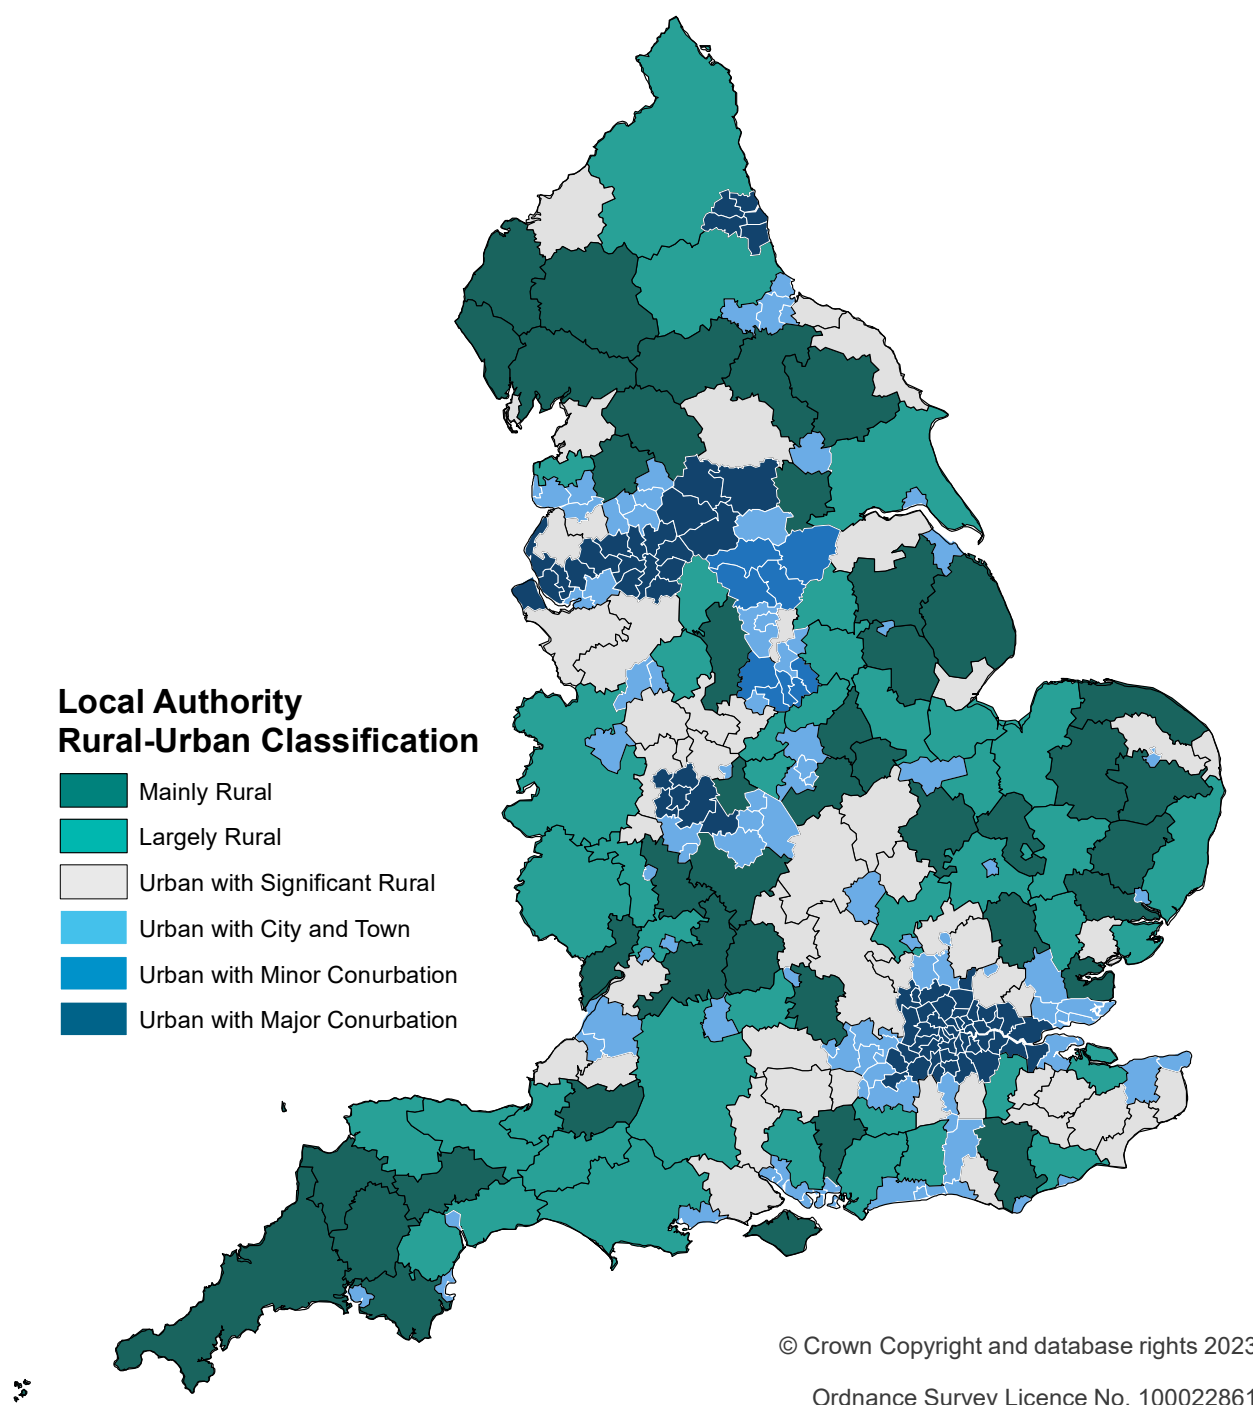 Local Authority
Rural-Urban Classification
Mainly Rural
Largely Rural
Urban with Significant Rural
Urban with City and Town
Urban with Minor Conurbation
Urban with Major Conurbation
© Crown Copyright and database rights 2023
Ordnance Survey Licence No. 100022861